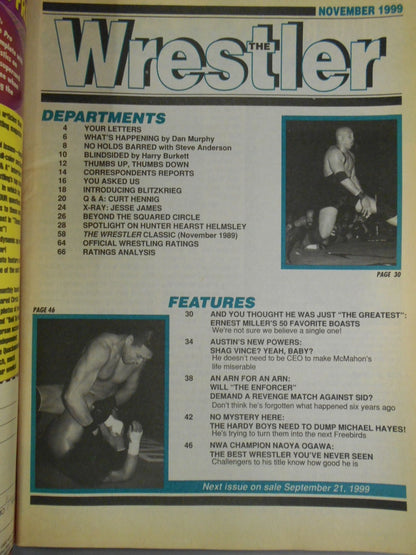 NOVEMBER 1999
THE
Wrestler
DEPARTMENTS
4 YOUR LETTERS
6 WHAT'S HAPPENING by Dan Murphy
8 NO HOLDS BARRED with Steve Anderson
10 BLINDSIDED by Harry Burkett
12 THUMBS UP, THUMBS DOWN
14 CORRESPONDENTS REPORTS
16 YOU ASKED US
18 INTRODUCING BLITZKRIEG
20 Q & A: CURT HENNIG
24 X-RAY: JESSE JAMES
26 BEYOND THE SQUARED CIRCLE
28 SPOTLIGHT ON HUNTER HEARST HELMSLEY
58 THE WRESTLER CLASSIC (November 1989)
64 OFFICIAL WRESTLING RATINGS
66 RATINGS ANALYSIS
PAGE 30
FEATURES
PAGE 46
30 AND YOU THOUGHT HE WAS JUST "THE GREATEST":
ERNEST MILLER'S 50 FAVORITE BOASTS
We're not sure we believe a single one!
34 AUSTIN'S NEW POWERS:
SHAG VINCE? YEAH, BABY?
He doesn't need to be CEO to make McMahon's
life miserable
38 AN ARN FOR AN ARN:
WILL "THE ENFORCER"
DEMAND A REVENGE MATCH AGAINST SID?
Don't think he's forgotten what happened six years ago
42 NO MYSTERY HERE:
THE HARDY BOYS NEED TO DUMP MICHAEL HAYES!
He's trying to turn them into the next Freebirds
46 NWA CHAMPION NAOYA OGAWA:
THE BEST WRESTLER YOU'VE NEVER SEEN
Challengers to his title know how good he is
Next issue on sale September 21, 1999